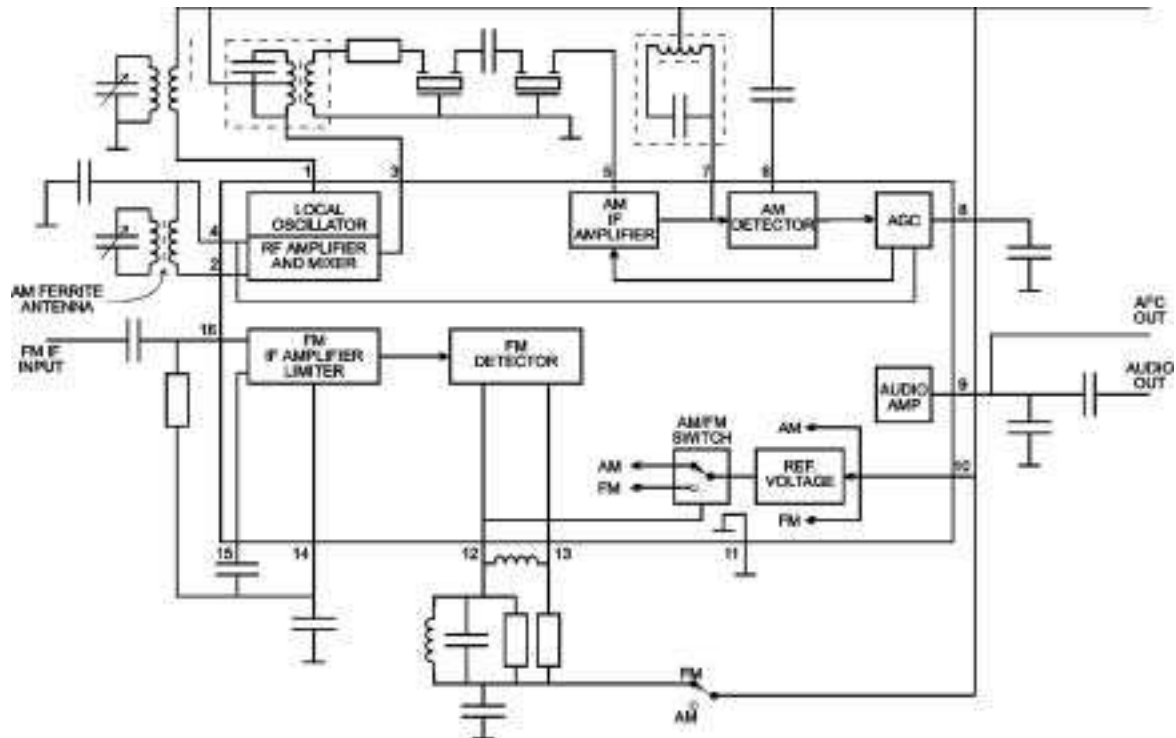 1
3
5
7
6
LOCAL
OSCILLATOR
RF AMPLIFIER
AND MIXER
4
2
AM
IF
AMPLIFIER
AM
DETECTOR
AGC
8
AM FERRITE
ANTENNA
FM IF
INPUT
16
FM
IF AMPLIFIER
LIMITER
FM
DETECTOR
AFC
OUT
AUDIO
OUT
AUDIO
AMP
9
AM/FM
SWITCH
AM
FM
REF.
VOLTAGE
AM
FM
10
15
14
12
13
11
FM
AM